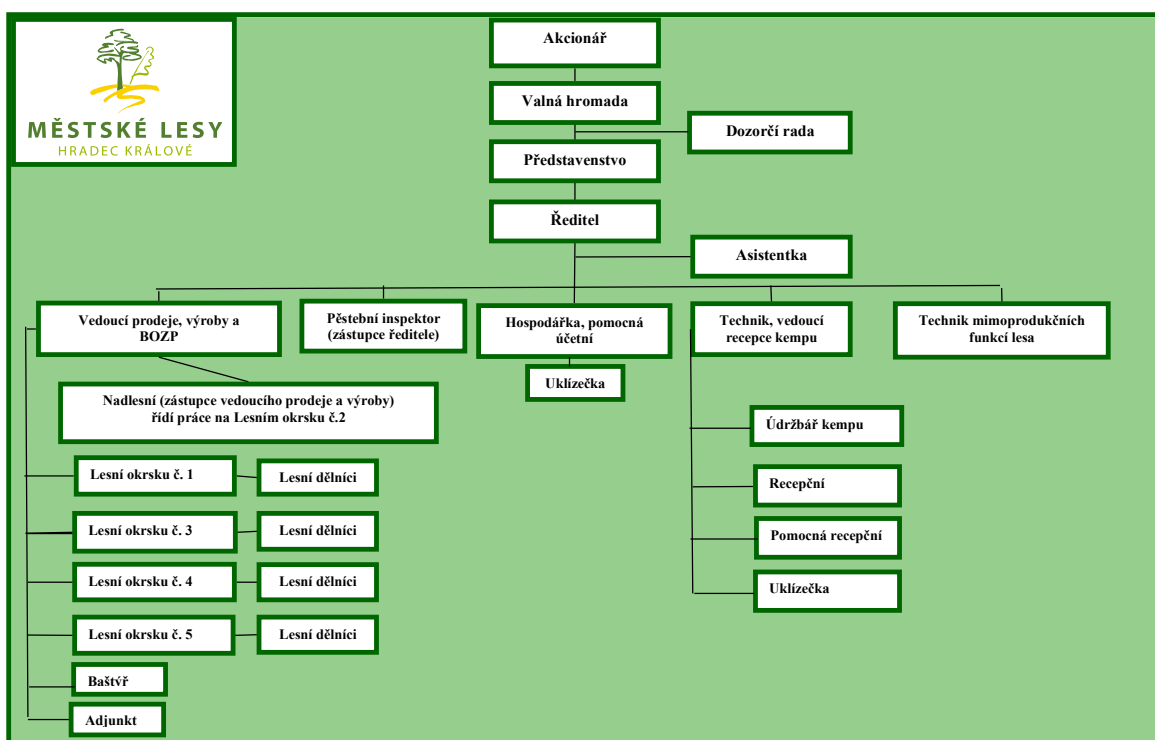 MĚSTSKÉ LESY
HRADEC KRÁLOVÉ
Akcionář
Valná hromada
Dozorčí rada
Představenstvo
Ředitel
Asistentka
Vedoucí prodeje, výroby a
BOZP
Pěstební inspektor
(zástupce ředitele)
Hospodářka, pomocná
účetní
Technik, vedoucí
recepce kempu
Technik mimoprodukčních
funkcí lesa
Uklízečka
Nadlesní (zástupce vedoucího prodeje a výroby)
řídí práce na Lesním okrsku č.2
Údržbář kempu
Lesní okrsku č. 1
Lesní dělníci
Recepční
Lesní okrsku č. 3
Lesní dělníci
Pomocná recepční
Lesní okrsku č. 4
Lesní dělníci
Uklízečka
Lesní okrsku č. 5
Lesní dělníci
Baštýř
Adjunkt